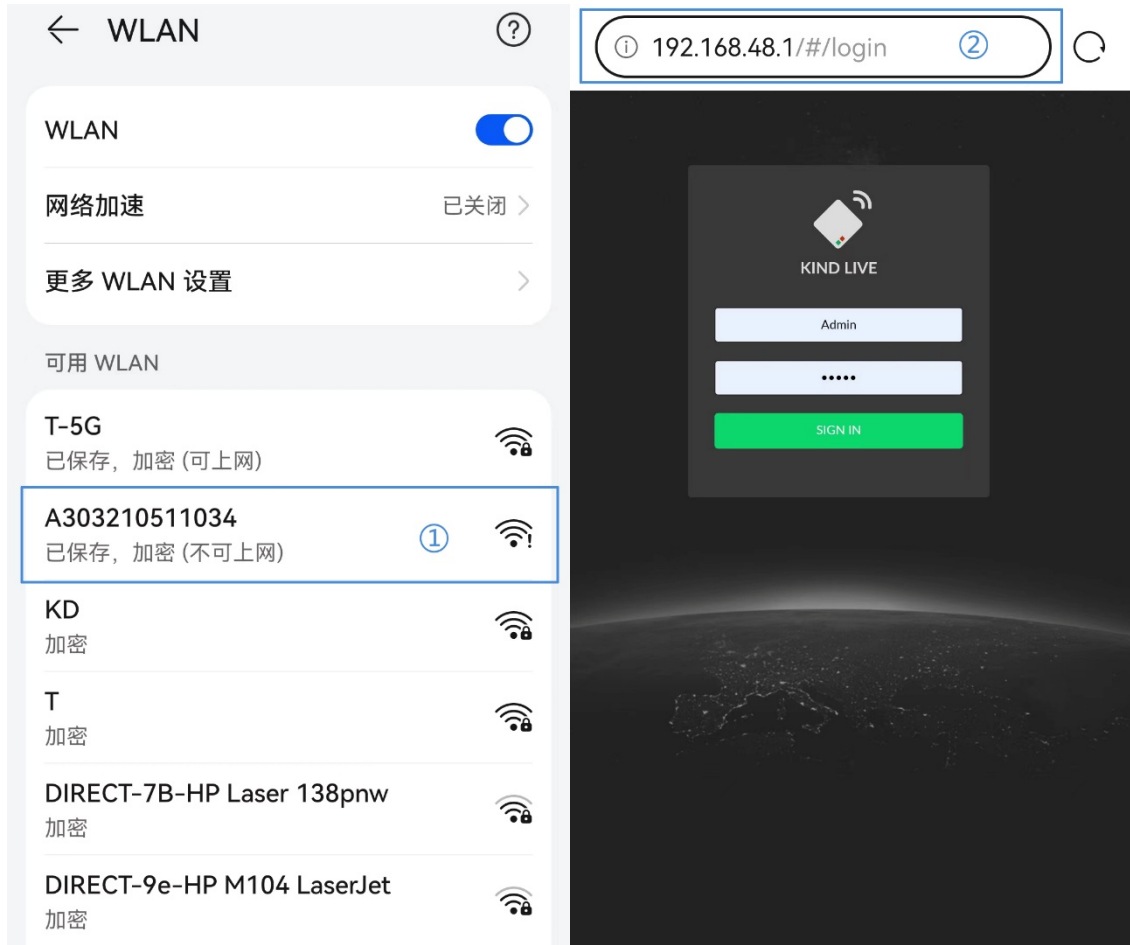 WLAN
WLAN
网络加速
已关闭
更多 WLAN 设置
可用 WLAN
T-5G
已保存，加密 (可上网)
A303210511034
①
已保存，加密 (不可上网)
KD
加密
T
加密
DIRECT-7B-HP Laser 138pnw
加密
DIRECT-9e-HP M104 LaserJet
加密
192.168.48.1/#/login
②
KIND LIVE
Admin
•••••
SIGN IN